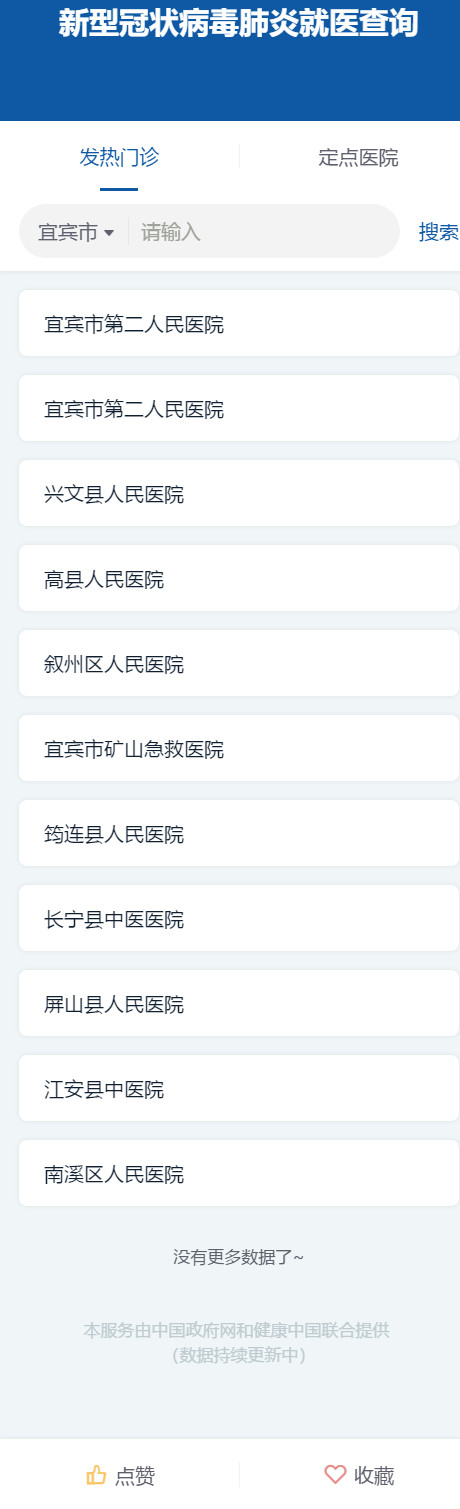 新型冠状病毒肺炎就医查询
发热门诊 定点医院
宜宾市 请输入 搜索
宜宾市第二人民医院
宜宾市第二人民医院
兴文县人民医院
高县人民医院
叙州区人民医院
宜宾市矿山急救医院
筠连县人民医院
长宁县中医医院
屏山县人民医院
江安县中医院
南溪区人民医院
没有更多数据了~
本服务由中国政府网和健康中国联合提供
（数据持续更新中）
点赞 收藏